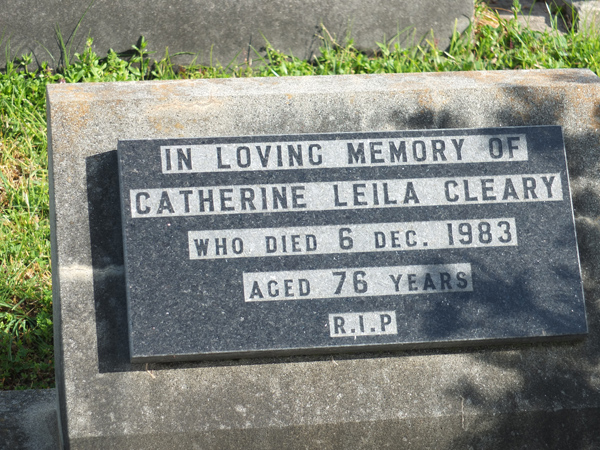 IN LOVING MEMORY OF
CATHERINE LEILA CLEARY
WHO DIED 6 DEC. 1983
AGED 76 YEARS
R.I.P